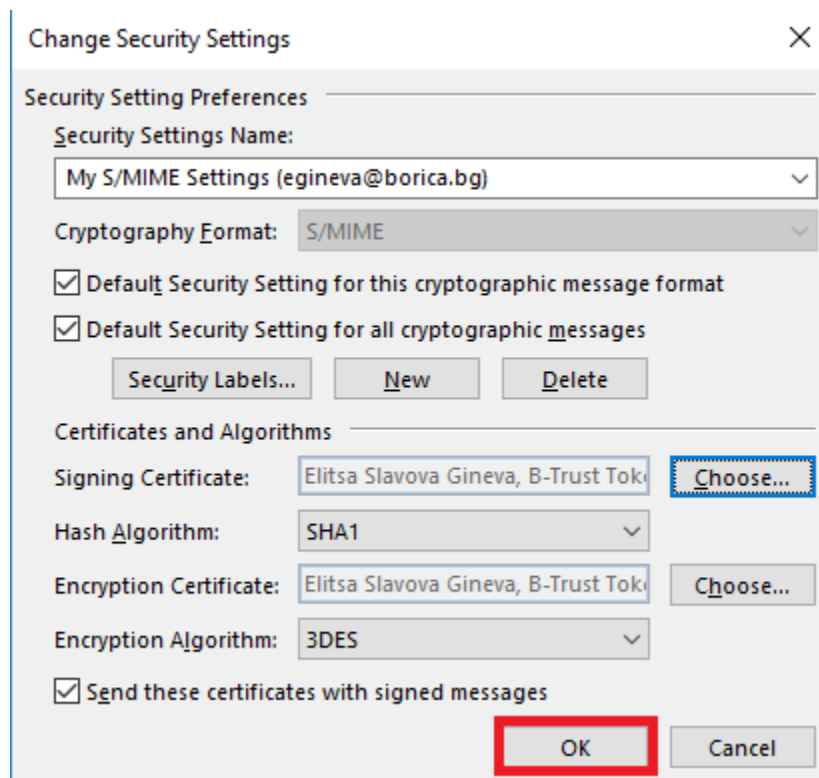 Change Security Settings
Security Setting Preferences
Security Settings Name:
My S/MIME Settings (egineva@borica.bg)
Cryptography Format: S/MIME
Default Security Setting for this cryptographic message format
Default Security Setting for all cryptographic messages
Security Labels... New Delete
Certificates and Algorithms
Signing Certificate: Elitsa Slavova Gineva, B-Trust Choose...
Hash Algorithm: SHA1
Encryption Certificate: Elitsa Slavova Gineva, B-Trust Choose...
Encryption Algorithm: 3DES
Send these certificates with signed messages
OK Cancel